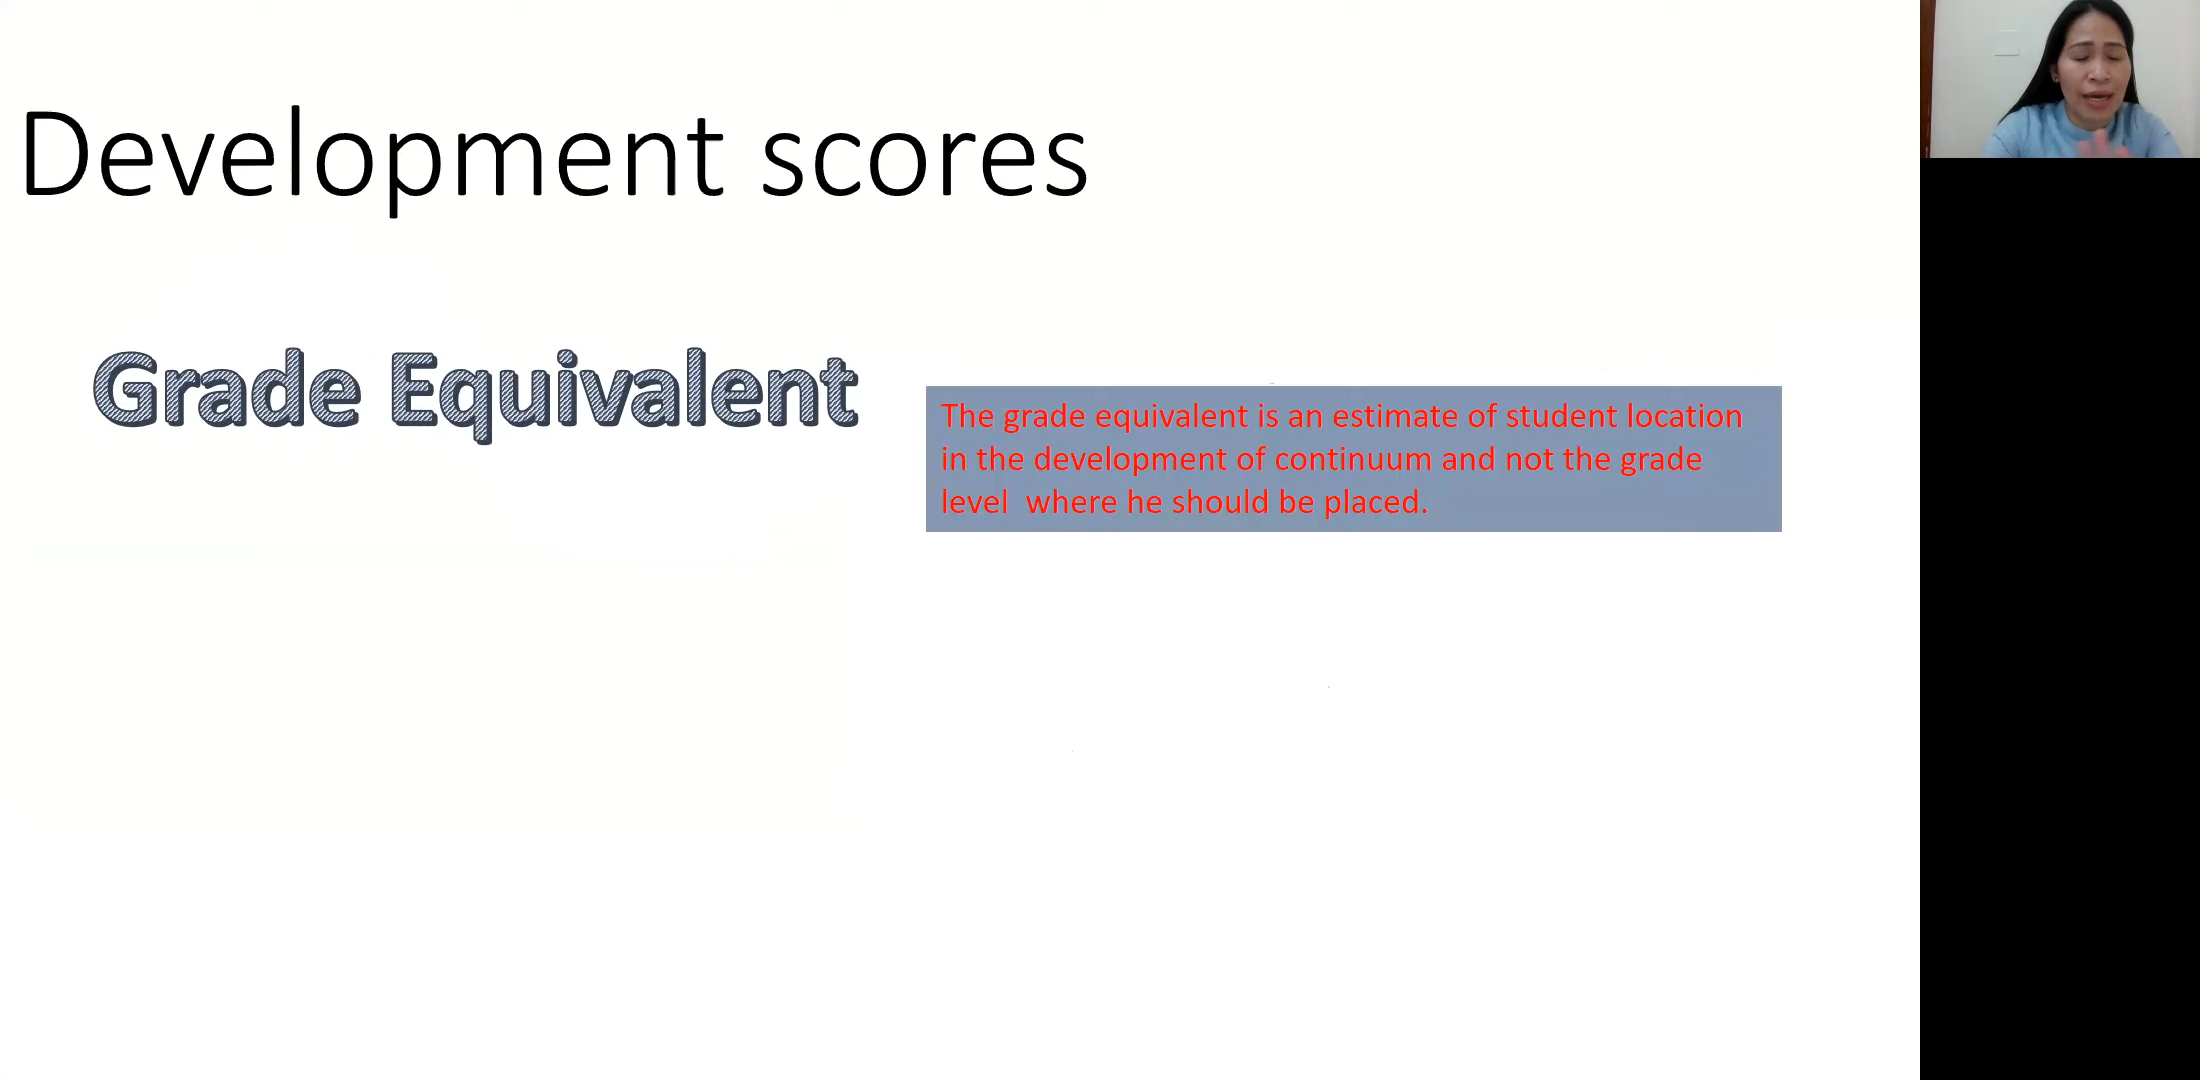 Development scores
Grade Equivalent
The grade equivalent is an estimate of student location
in the development of continuum and not the grade
level  where he should be placed.